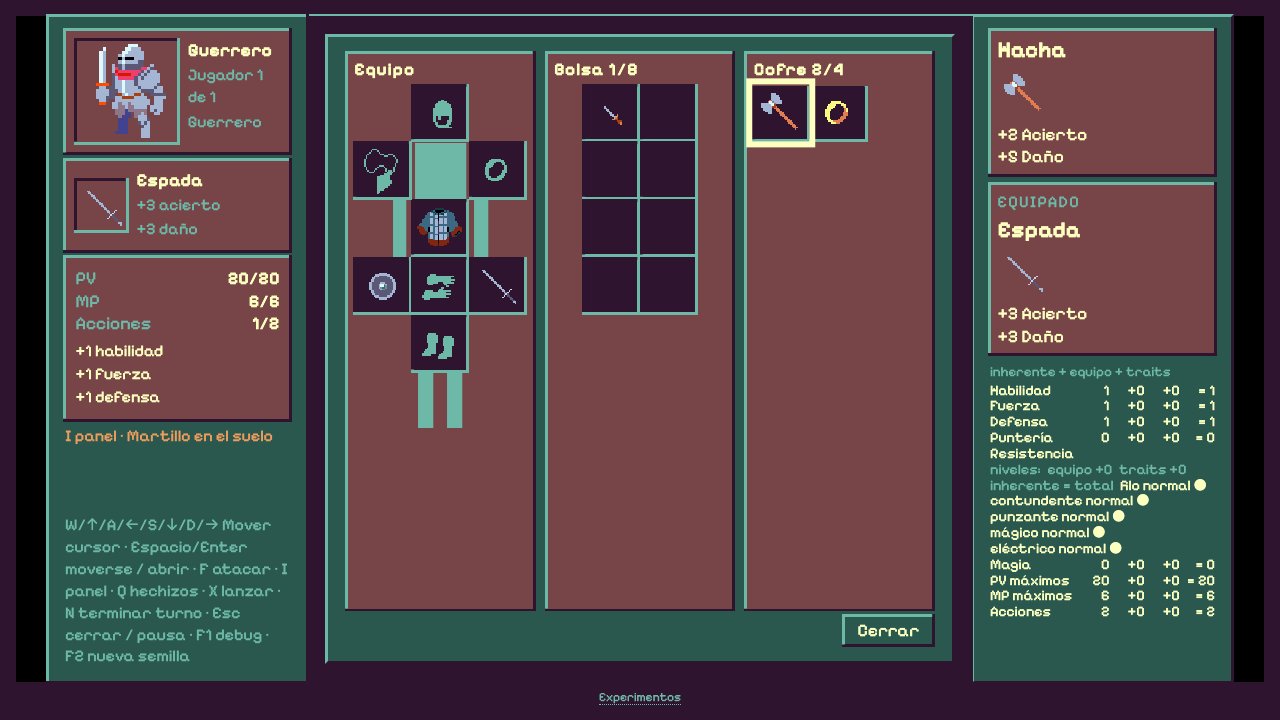 Guerrero
Jugador 1
de 1
Guerrero
Espada
+3 acierto
+3 daño
PV 20/20
MP 6/6
Acciones 1/2
+1 habilidad
+1 fuerza
+1 defensa
I panel · Martillo en el suelo
W/↑/A/←/S/↓/D/→ Mover
cursor · Espacio/Enter
moverse / abrir · F atacar · I
panel · Q hechizos · X lanzar ·
N terminar turno · Esc
cerrar / pausa · F1 debug ·
F2 nueva semilla
Equipo
Bolsa 1/8
Cofre 2/4
Cerrar
Hacha
+2 Acierto
+5 Daño
EQUIPADO
Espada
+3 Acierto
+3 Daño
inherente + equipo + traits
Habilidad 1 +0 +0 = 1
Fuerza 1 +0 +0 = 1
Defensa 1 +0 +0 = 1
Puntería 0 +0 +0 = 0
Resistencia
niveles: equipo +0 traits +0
inherente = total filo normal
contundente normal
punzante normal
mágico normal
eléctrico normal
Magia 0 +0 +0 = 0
PV máximos 20 +0 +0 = 20
MP máximos 6 +0 +0 = 6
Acciones 2 +0 +0 = 2
Experimentos